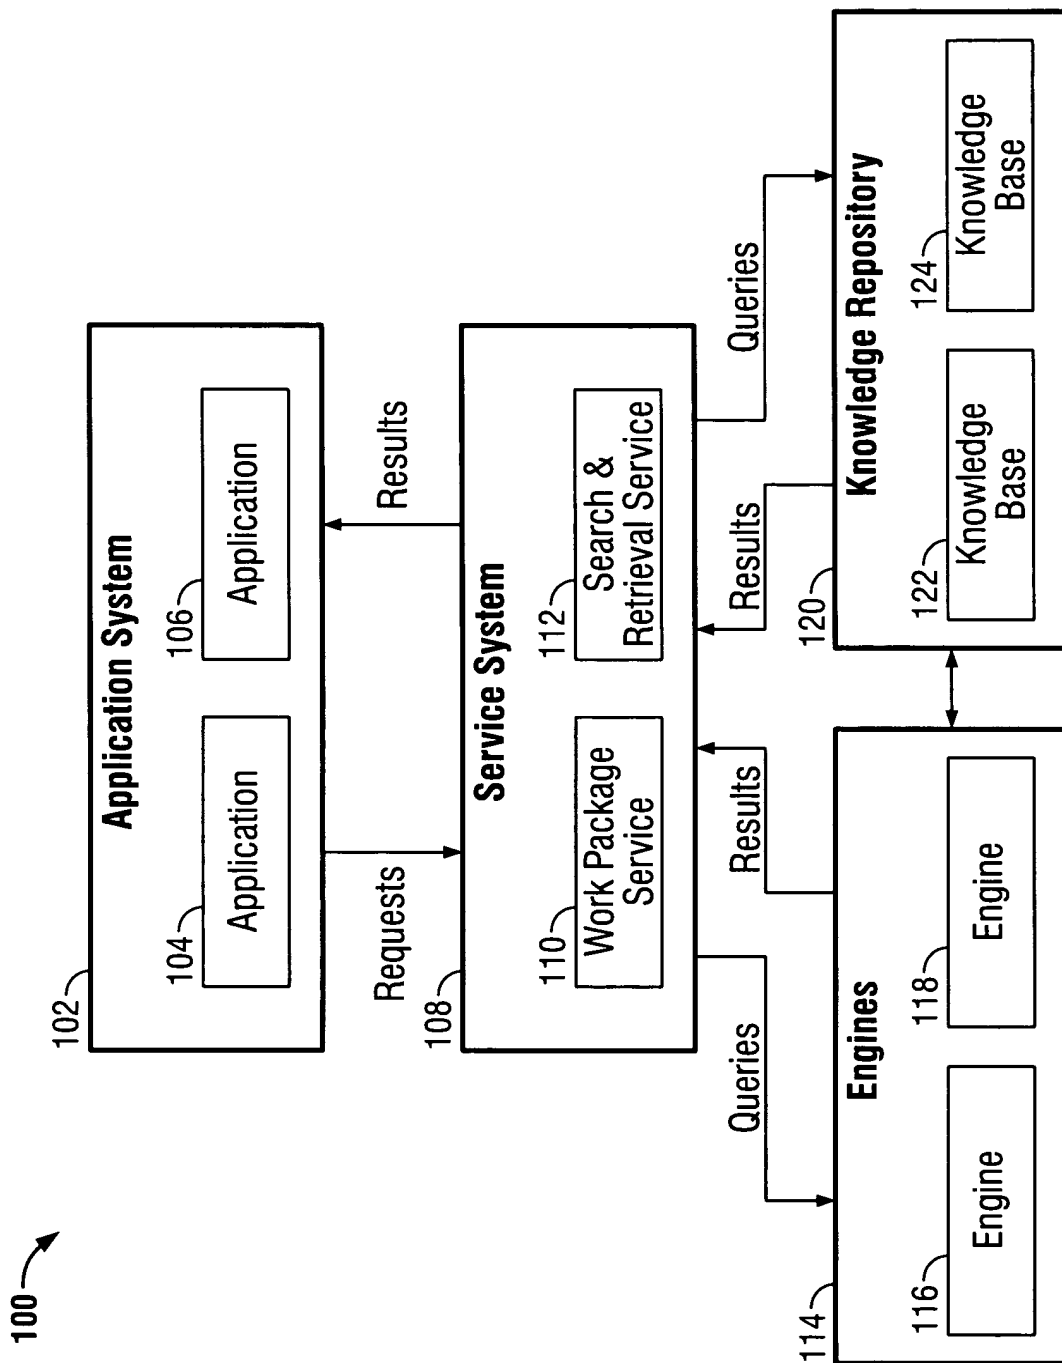 100
102
Application System
104
Application
106
Application
Requests
Results
108
Service System
110
Work Package
Service
112
Search &
Retrieval Service
Queries
Results
Results
Queries
114
Engines
116
Engine
118
Engine
120
Knowledge Repository
122
Knowledge
Base
124
Knowledge
Base